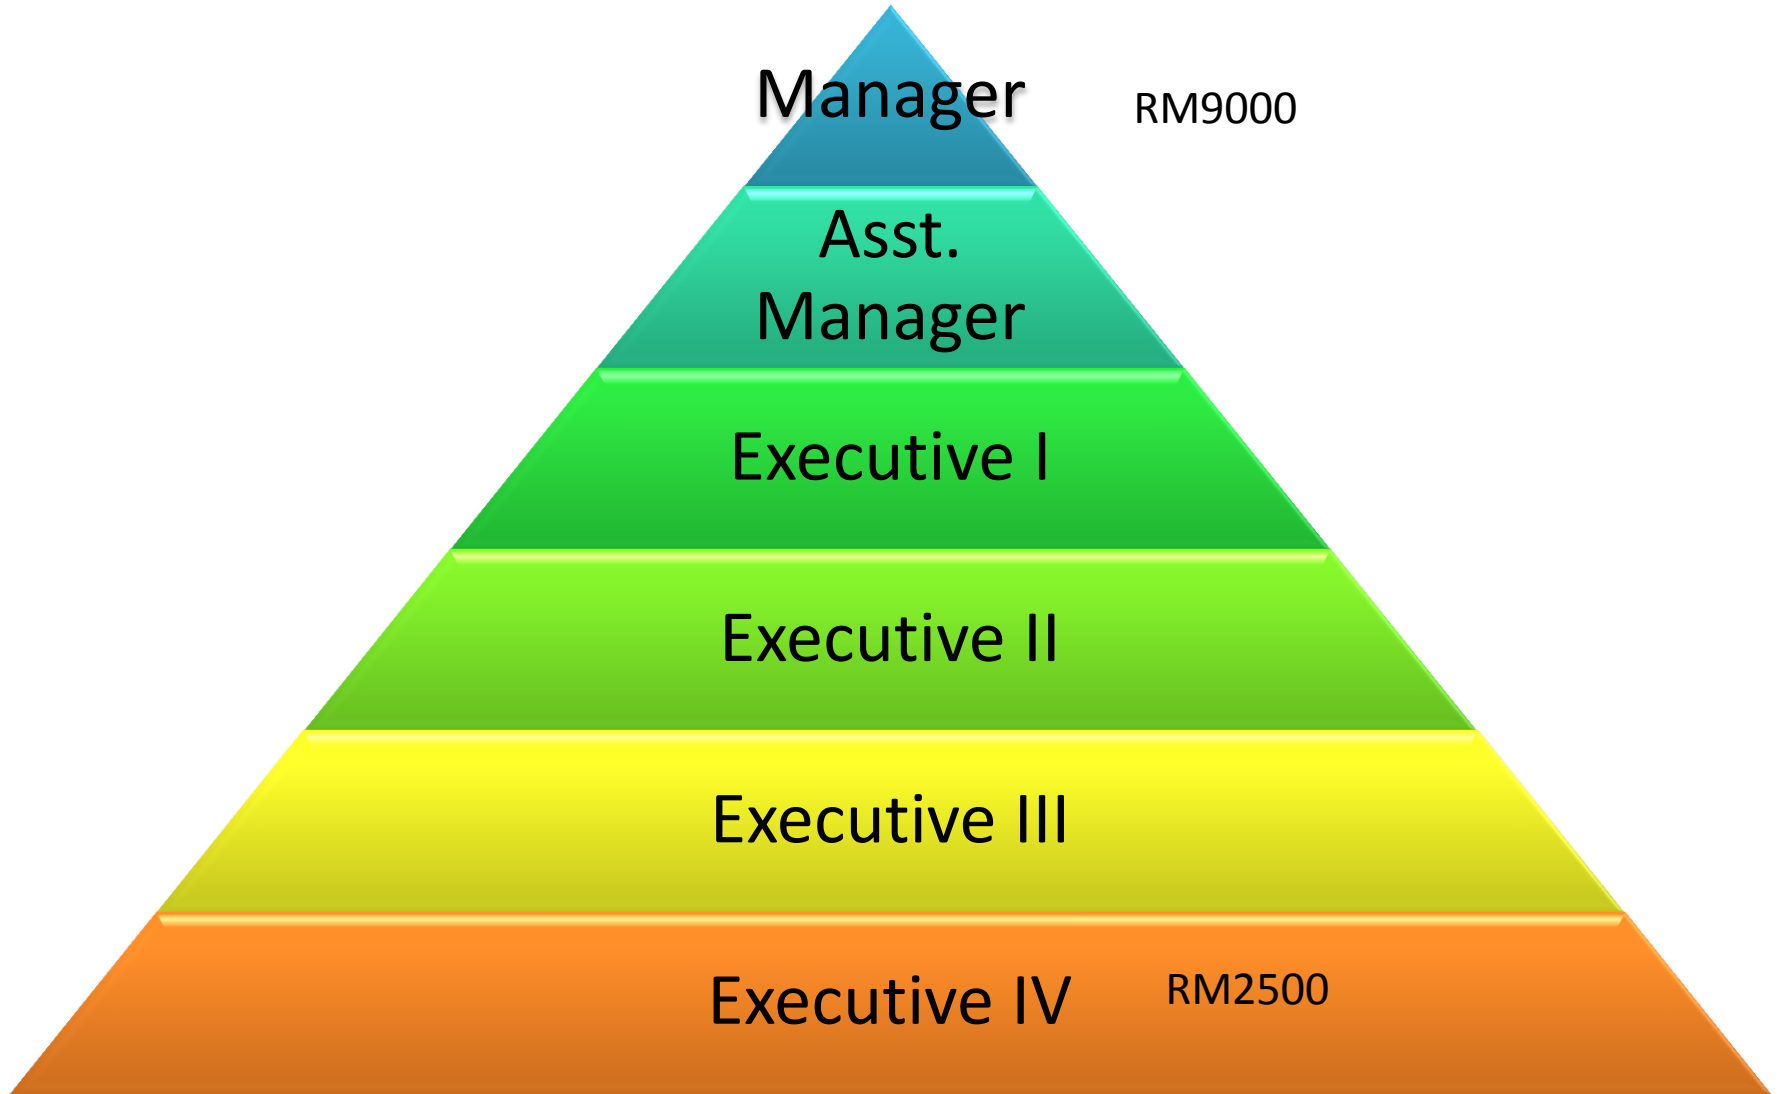 Manager
RM9000
Asst.
Manager
Executive I
Executive II
Executive III
Executive IV
RM2500